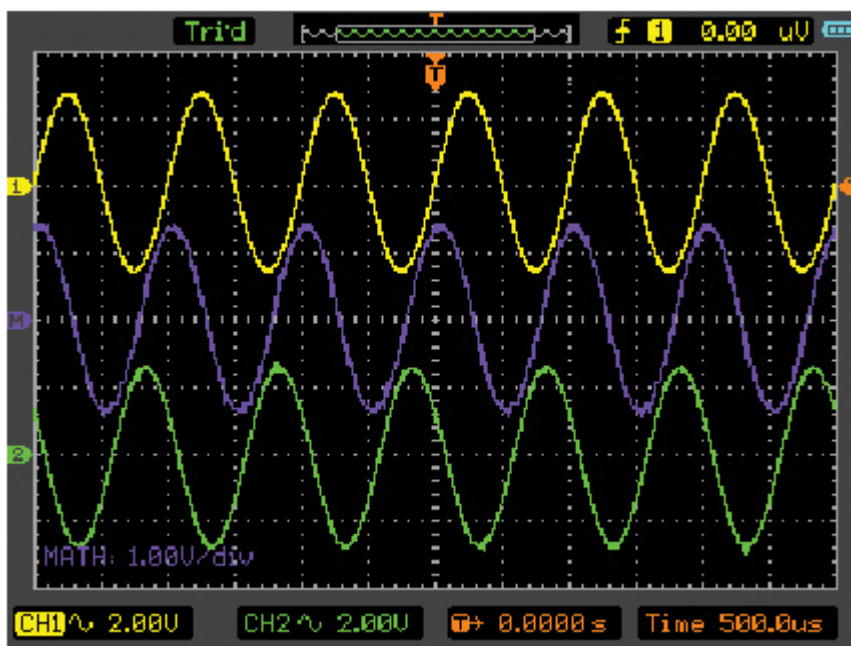 Tri'd T 1 0.00 uV
T
1
M
2
MATH: 1.00V/div
CH1 2.00V CH2 2.00V T 0.0000s Time 500.0us